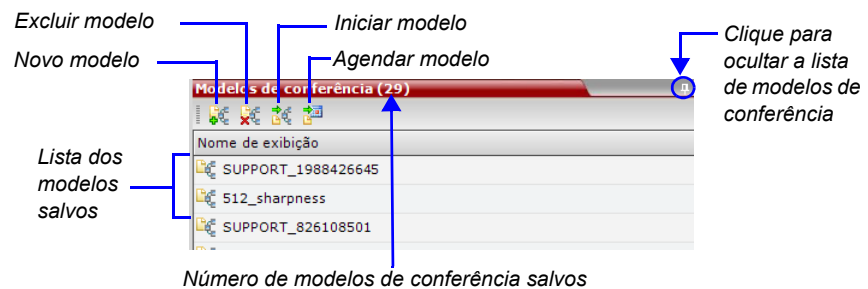 Excluir modelo
Iniciar modelo
Novo modelo
Agendar modelo
Clique para
ocultar a lista
de modelos de
conferência
Modelos de conferência (29)
Nome de exibição
Lista dos
modelos
salvos
SUPPORT_1988426645
512_sharpness
SUPPORT_826108501
Número de modelos de conferência salvos